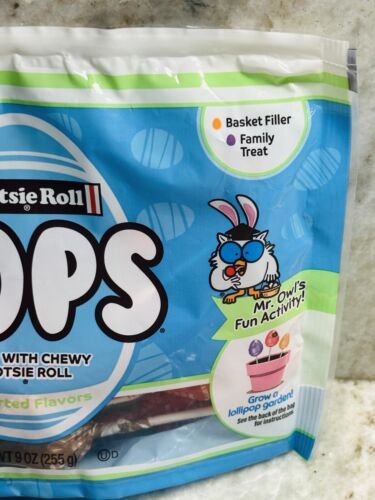 Basket Filler
Family
Treat
tsie Roll
®
OPS
®
WITH CHEWY
OTSIE ROLL
®
rted Flavors
WT 9 OZ (255 g)
U D
Mr. Owl's
Fun Activity!
Grow a
lollipop garden!
See the back of the bag
for instructions.